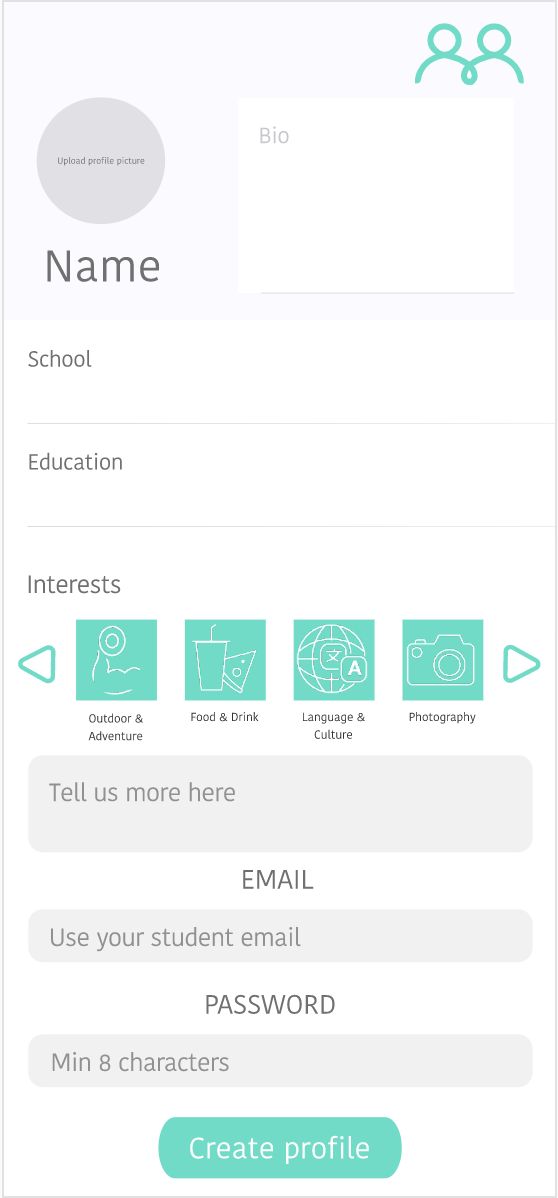 Upload profile picture
Bio
Name
School
Education
Interests
A
Outdoor &
Adventure
Food & Drink
Language &
Culture
Photography
Tell us more here
EMAIL
Use your student email
PASSWORD
Min 8 characters
Create profile